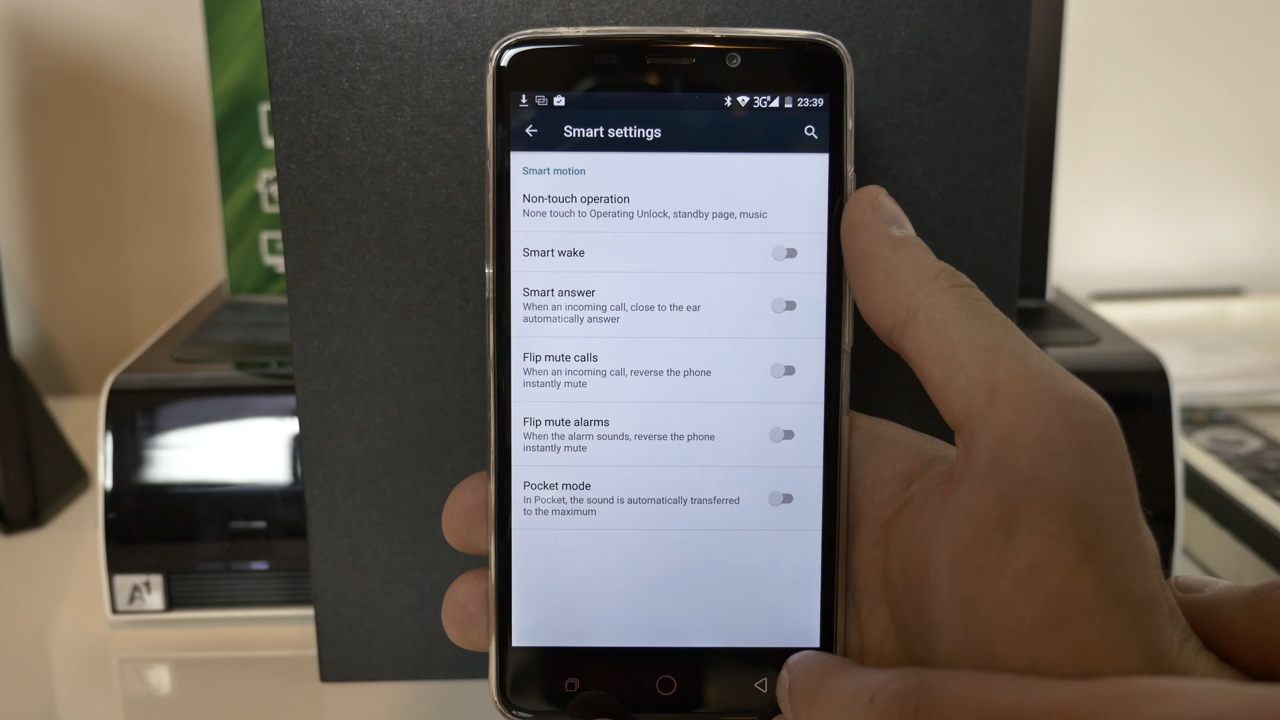 3G 23:39
Smart settings
Smart motion
Non-touch operation
None touch to Operating Unlock, standby page, music
Smart wake
Smart answer
When an incoming call, close to the ear
automatically answer
Flip mute calls
When an incoming call, reverse the phone
instantly mute
Flip mute alarms
When the alarm sounds, reverse the phone
instantly mute
Pocket mode
In Pocket, the sound is automatically transferred
to the maximum
A1